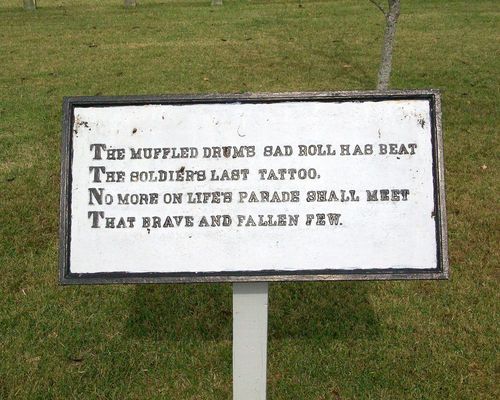 THE MUFFLED DRUM'S SAD ROLL HAS BEAT
THE SOLDIER'S LAST TATTOO.
NO MORE ON LIFE'S PARADE SHALL MEET
THAT BRAVE AND FALLEN FEW.